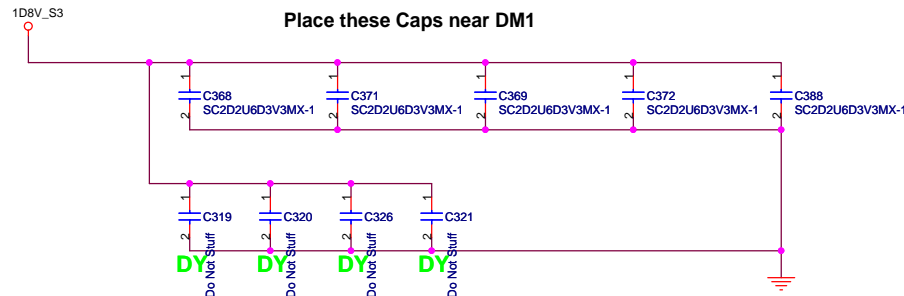 1D8V_S3
Place these Caps near DM1
1
C368
SC2D2U6D3V3MX-1
2
1
C371
SC2D2U6D3V3MX-1
2
1
C369
SC2D2U6D3V3MX-1
2
1
C372
SC2D2U6D3V3MX-1
2
1
C388
SC2D2U6D3V3MX-1
2
1
C319
2
Do Not Stuff
DY
1
C320
2
Do Not Stuff
DY
1
C326
2
Do Not Stuff
DY
1
C321
2
Do Not Stuff
DY